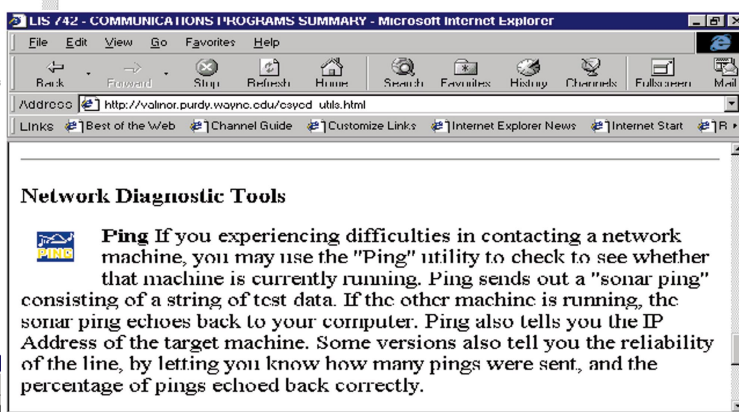 LIS 742 - COMMUNICATIONS PROGRAMS SUMMARY - Microsoft Internet Explorer
File Edit View Go Favorites Help
Back Forward Stop Refresh Home Search Favorites History Channels Fullscreen Mail
Address http://valinor.purdy.wayne.edu/csycd_utils.html
Links Best of the Web Channel Guide Customize Links Internet Explorer News Internet Start R
Network Diagnostic Tools
PING Ping If you experiencing difficulties in contacting a network
machine, you may use the "Ping" utility to check to see whether
that machine is currently running. Ping sends out a "sonar ping"
consisting of a string of test data. If the other machine is running, the
sonar ping echoes back to your computer. Ping also tells you the IP
Address of the target machine. Some versions also tell you the reliability
of the line, by letting you know how many pings were sent, and the
percentage of pings echoed back correctly.